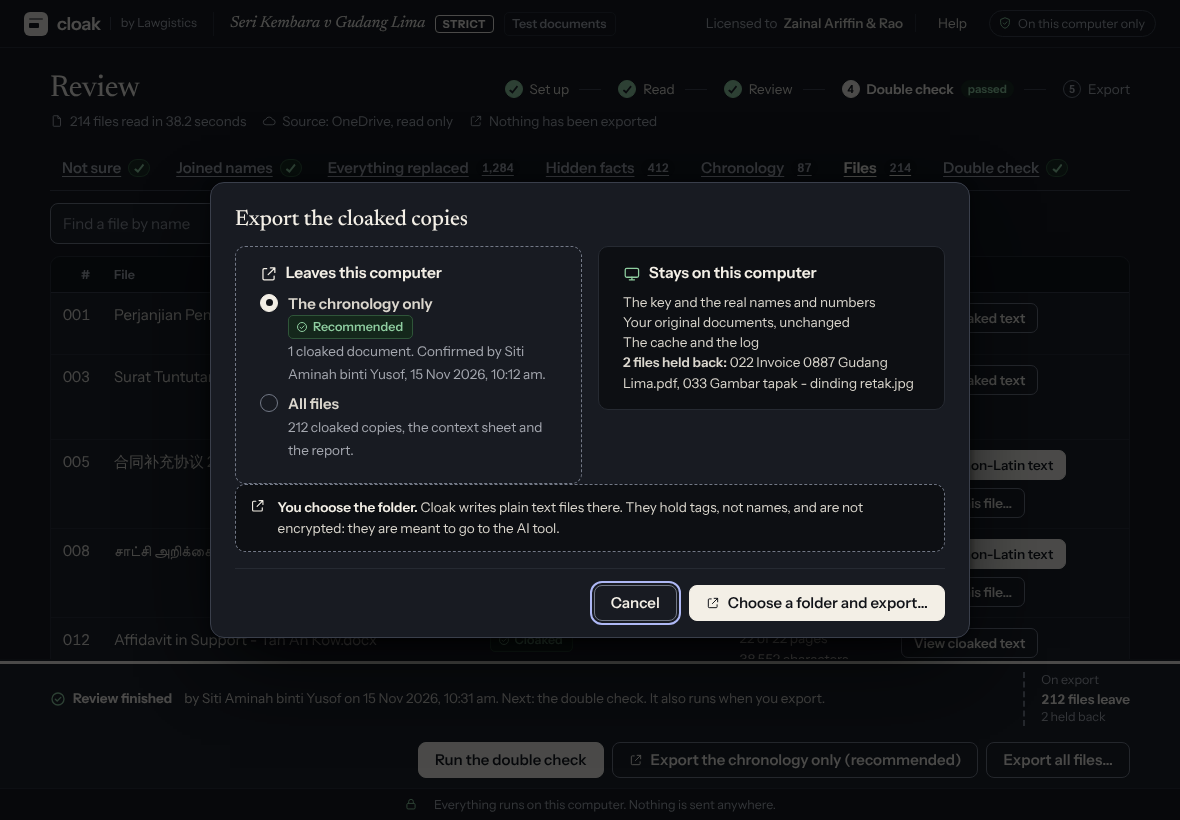 cloak by Lawgistics Seri Kembara v Gudang Lima STRICT Test documents Licensed to Zainal Ariffin & Rao Help On this computer only
Review
Set up Read Review 4 Double check passed 5 Export
214 files read in 38.2 seconds Source: OneDrive, read only Nothing has been exported
Not sure Joined names Everything replaced 1,284 Hidden facts 412 Chronology 87 Files 214 Double check
Find a file by name
# File
001 Perjanjian
003 Surat
005 合同补充协议
008 சாட்சி
012 Affidavit in Support - Tan Ah Kow.docx Cloaked 22 of 22 pages View cloaked text
38,552 characters
Export the cloaked copies
Leaves this computer
The chronology only
Recommended
1 cloaked document. Confirmed by Siti
Aminah binti Yusof, 15 Nov 2026, 10:12 am.
All files
212 cloaked copies, the context sheet and
the report.
Stays on this computer
The key and the real names and numbers
Your original documents, unchanged
The cache and the log
2 files held back: 022 Invoice 0887 Gudang
Lima.pdf, 033 Gambar tapak - dinding retak.jpg
You choose the folder. Cloak writes plain text files there. They hold tags, not names, and are not
encrypted: they are meant to go to the AI tool.
Cancel Choose a folder and export...
text
text
on-Latin text
file...
on-Latin text
file...
Review finished by Siti Aminah binti Yusof on 15 Nov 2026, 10:31 am. Next: the double check. It also runs when you export.
On export
212 files leave
2 held back
Run the double check Export the chronology only (recommended) Export all files...
Everything runs on this computer. Nothing is sent anywhere.